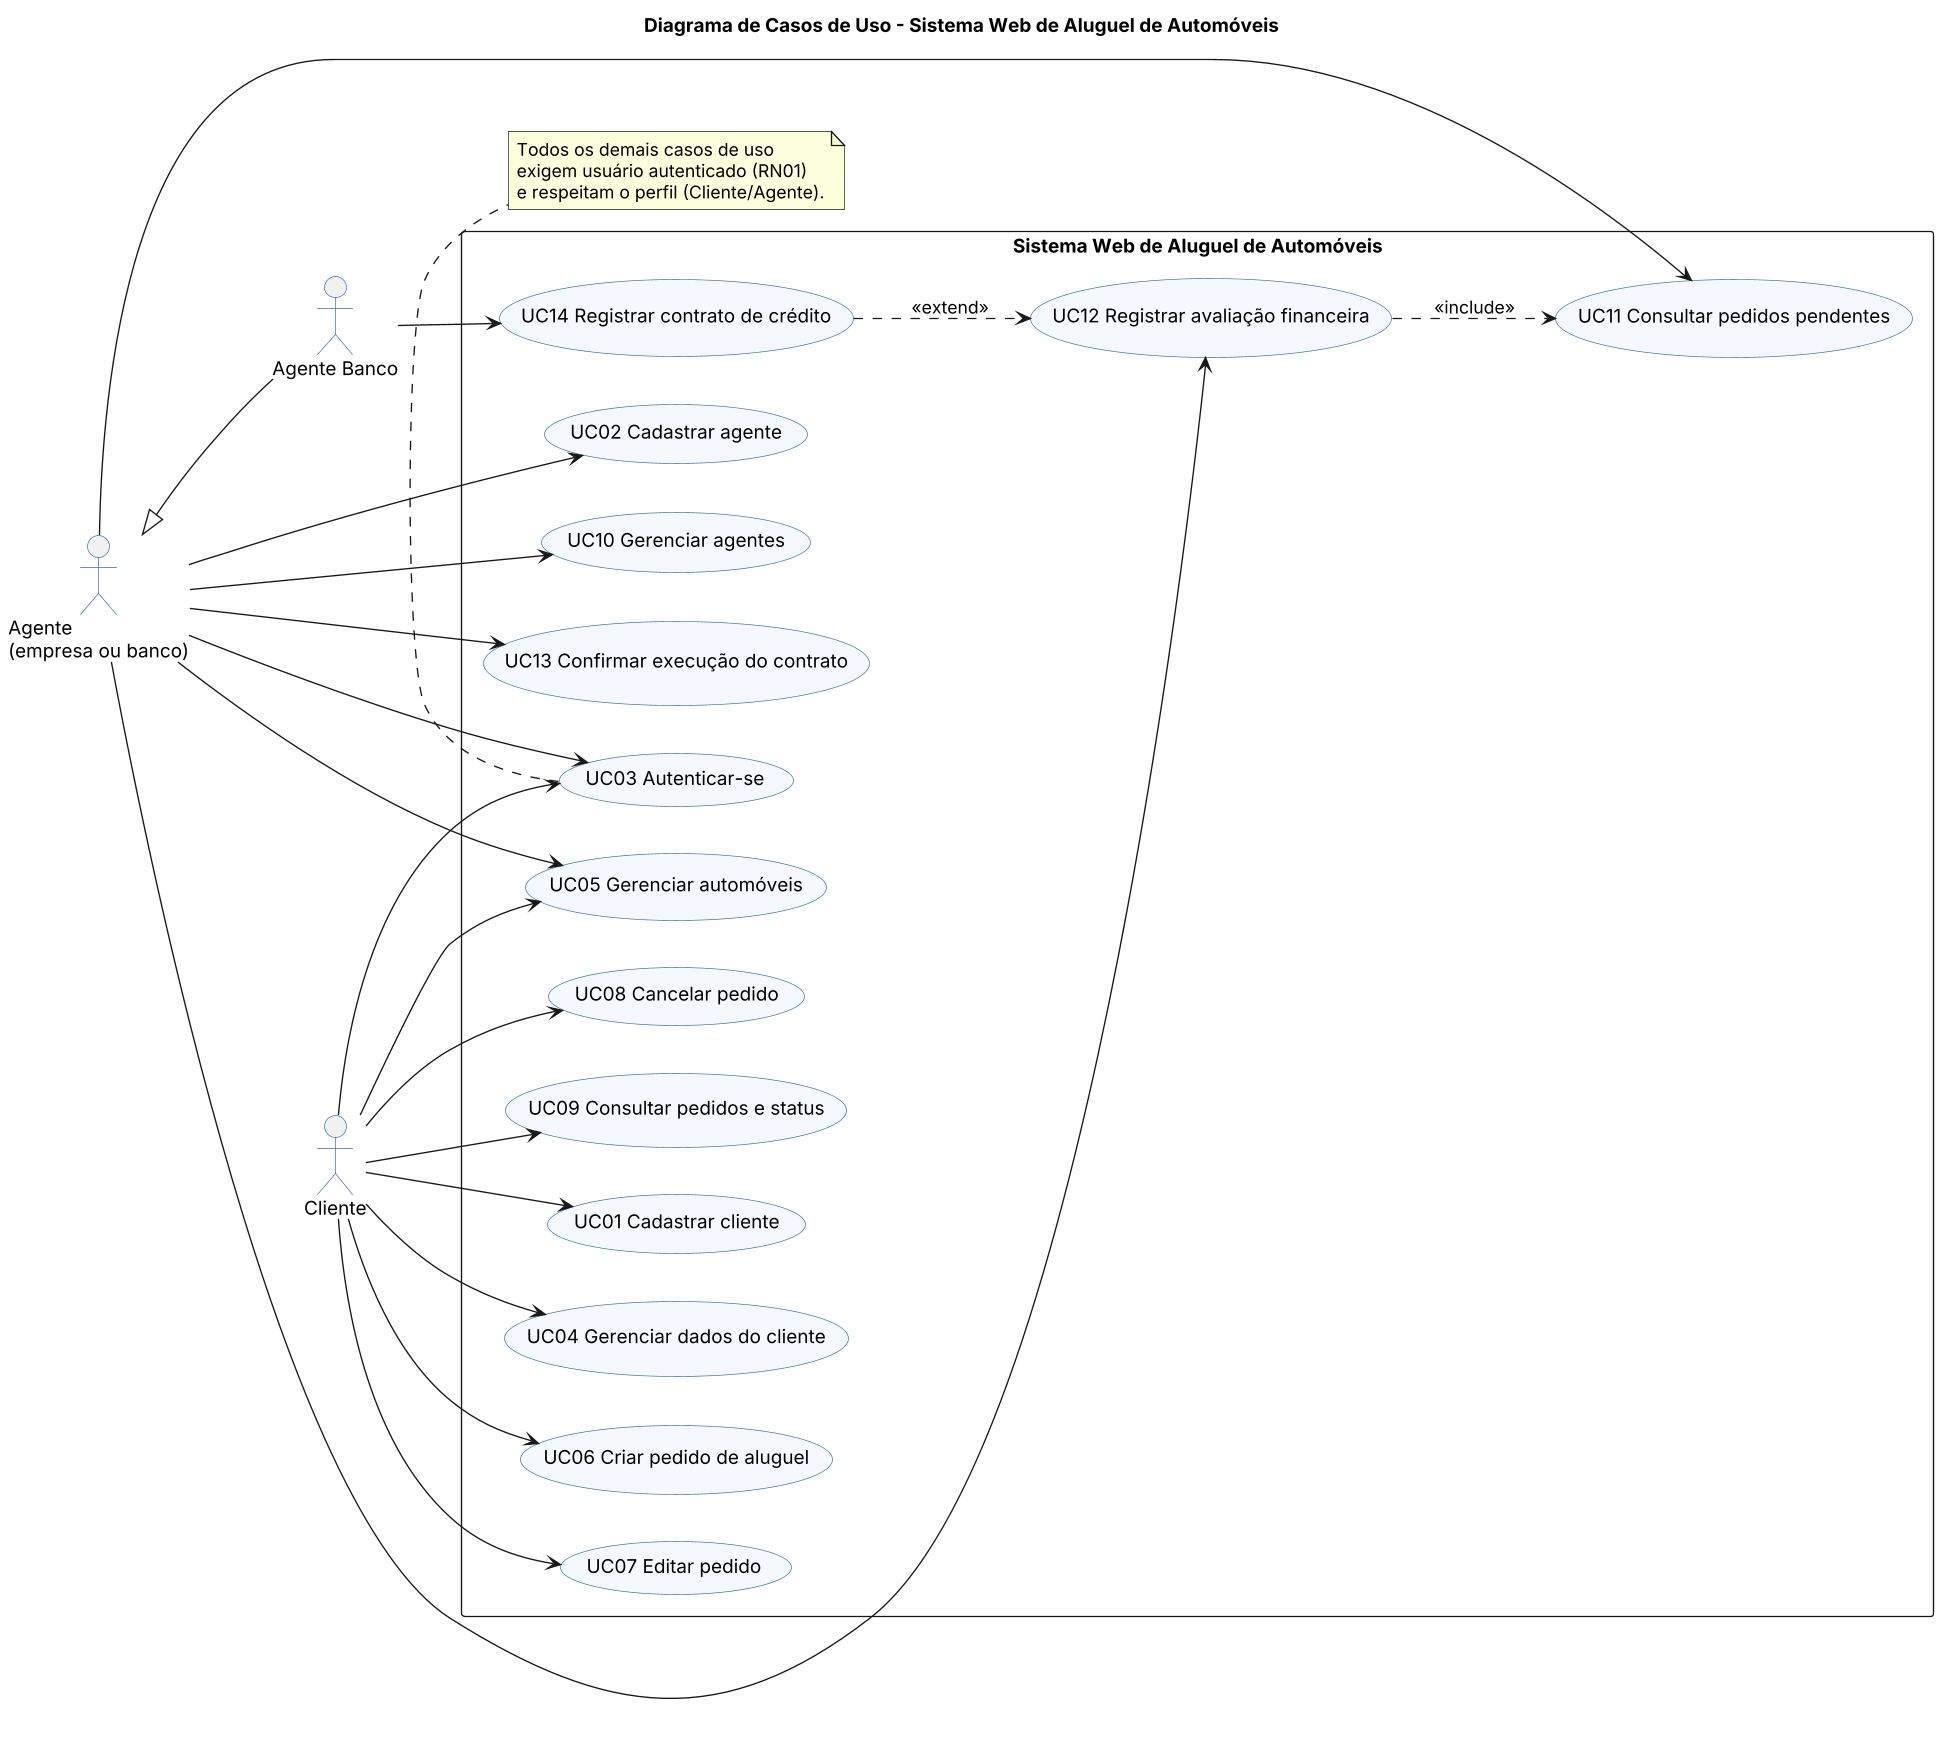 Diagrama de Casos de Uso - Sistema Web de Aluguel de Automóveis
Todos os demais casos de uso
exigem usuário autenticado (RN01)
e respeitam o perfil (Cliente/Agente).
Sistema Web de Aluguel de Automóveis
UC14 Registrar contrato de crédito
«extend»
UC12 Registrar avaliação financeira
«include»
UC11 Consultar pedidos pendentes
Agente Banco
UC02 Cadastrar agente
UC10 Gerenciar agentes
Agente
(empresa ou banco)
UC13 Confirmar execução do contrato
UC03 Autenticar-se
UC05 Gerenciar automóveis
UC08 Cancelar pedido
UC09 Consultar pedidos e status
Cliente
UC01 Cadastrar cliente
UC04 Gerenciar dados do cliente
UC06 Criar pedido de aluguel
UC07 Editar pedido